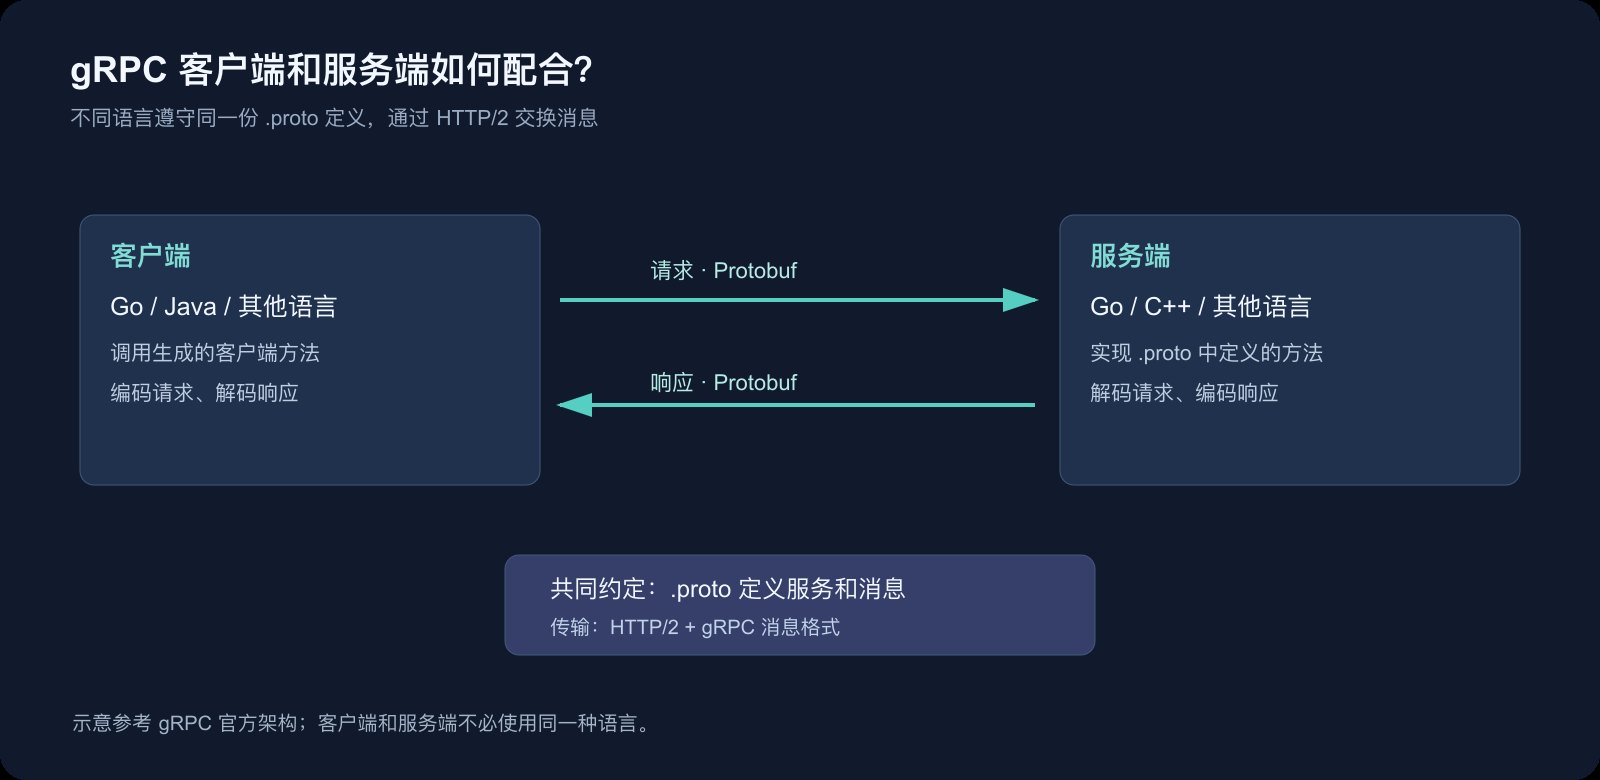 gRPC 客户端和服务端如何配合?
不同语言遵守同一份 .proto 定义，通过 HTTP/2 交换消息
客户端
Go / Java / 其他语言
调用生成的客户端方法
编码请求、解码响应
请求 · Protobuf
响应 · Protobuf
服务端
Go / C++ / 其他语言
实现 .proto 中定义的方法
解码请求、编码响应
共同约定：.proto 定义服务和消息
传输：HTTP/2 + gRPC 消息格式
示意参考 gRPC 官方架构；客户端和服务端不必使用同一种语言。